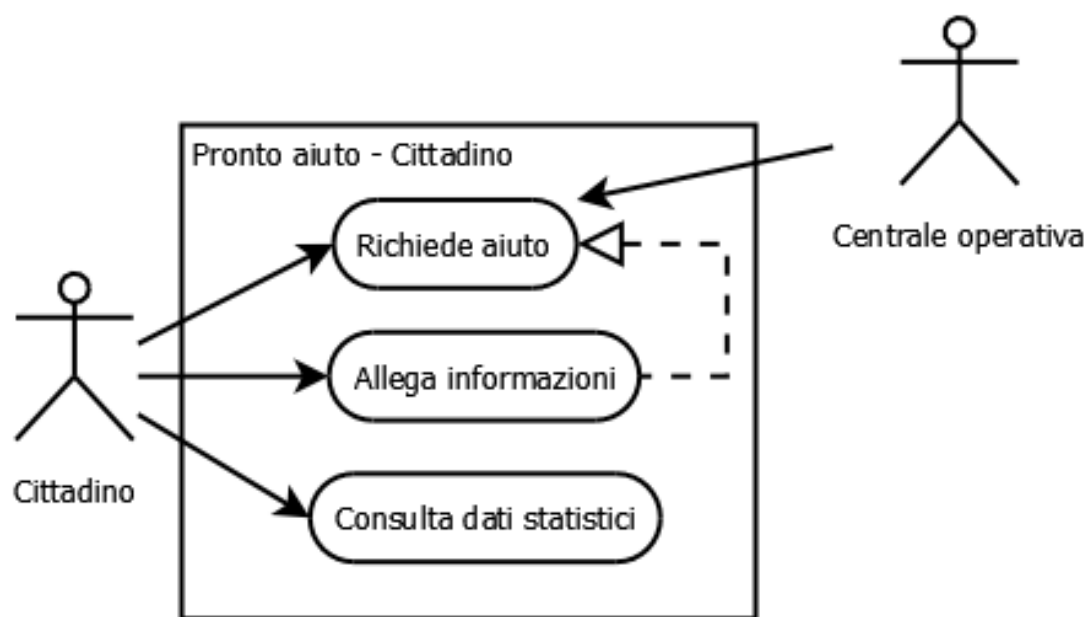 Pronto aiuto - Cittadino
Richiede aiuto
Centrale operativa
Allega informazioni
Cittadino
Consulta dati statistici